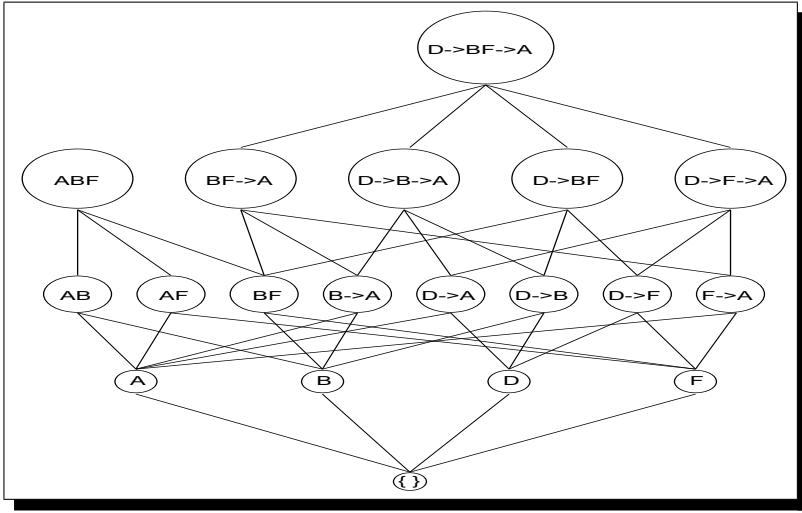 D->BF->A
ABF
BF->A
D->B->A
D->BF
D->F->A
AB
AF
BF
B->A
D->A
D->B
D->F
F->A
A
B
D
F
{ }